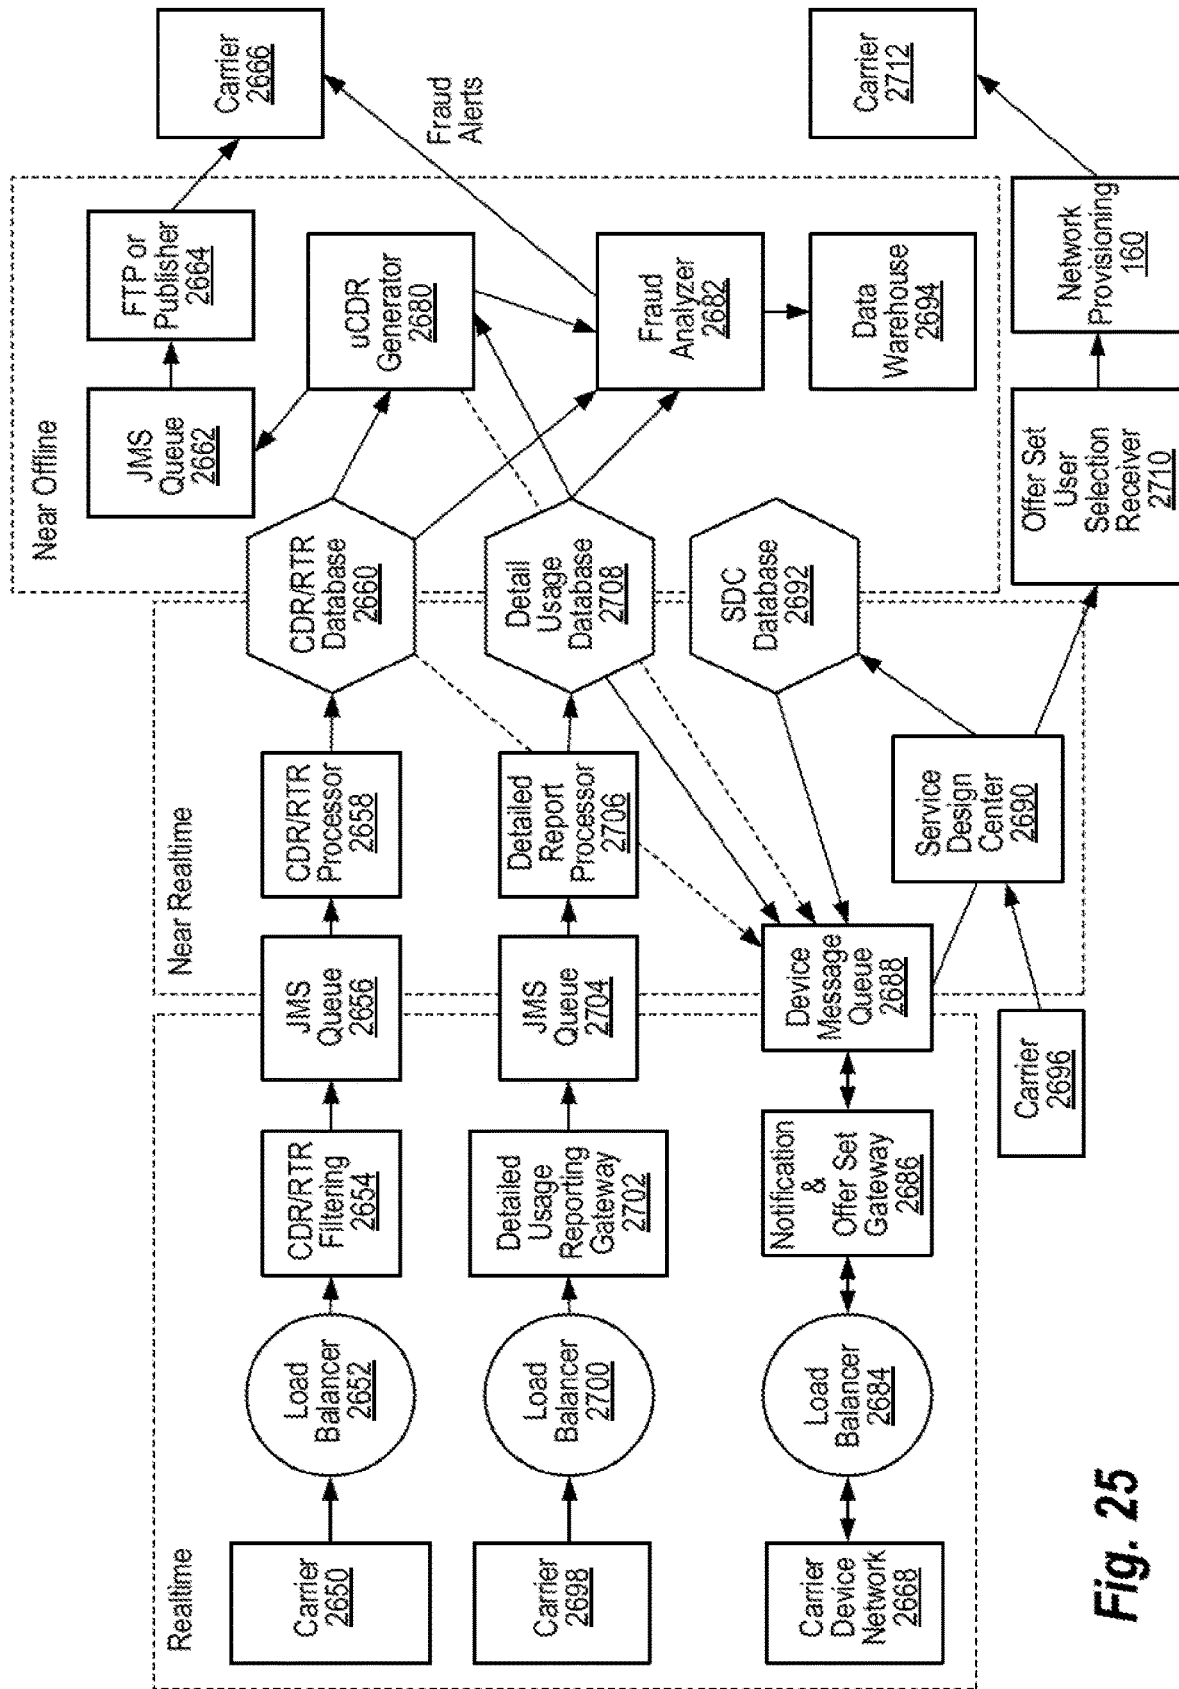 Realtime
Carrier
2650
Load
Balancer
2652
CDR/RTR
Filtering
2654
JMS
Queue
2656
Near Realtime
CDR/RTR
Processor
2658
CDR/RTR
Database
2660
Near Offline
JMS
Queue
2662
FTP or
Publisher
2664
Carrier
2666
uCDR
Generator
2680
Fraud
Alerts
Carrier
2698
Load
Balancer
2700
Detailed
Usage
Reporting
Gateway
2702
JMS
Queue
2704
Detailed
Report
Processor
2706
Detail
Usage
Database
2708
Fraud
Analyzer
2682
Carrier
Device
Network
2668
Load
Balancer
2684
Notification
&
Offer Set
Gateway
2686
Device
Message
Queue
2688
SDC
Database
2692
Data
Warehouse
2694
Service
Design
Center
2690
Carrier
2696
Offer Set
User
Selection
Receiver
2710
Network
Provisioning
160
Carrier
2712
Fig. 25